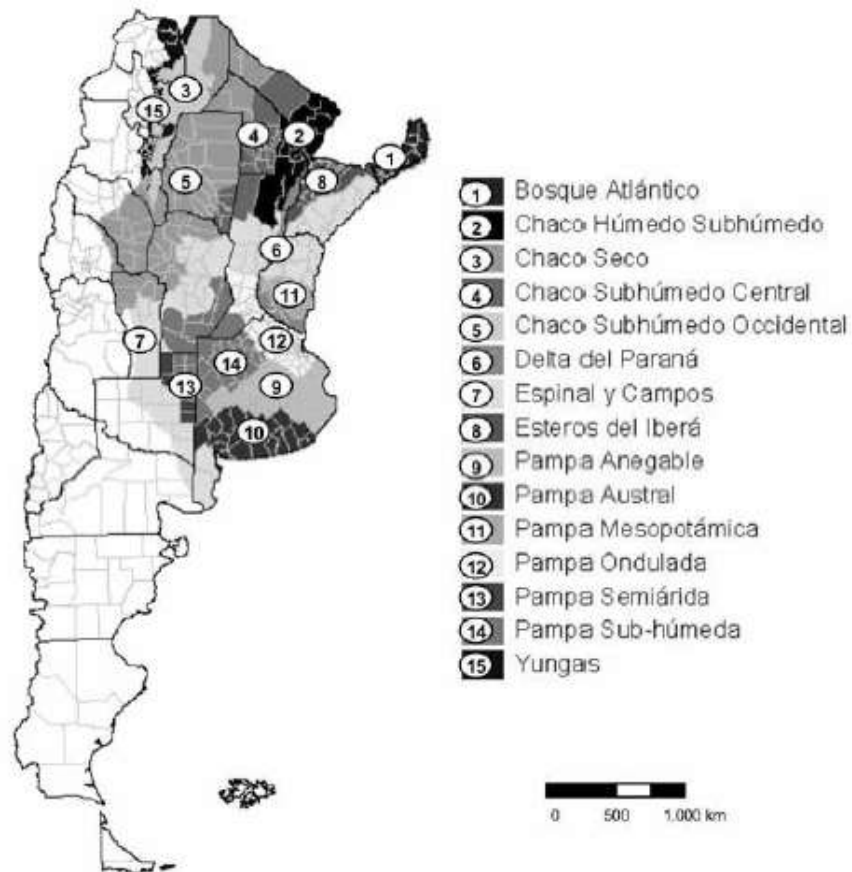 3
15
4
2
1
5
8
6
11
7
12
14
13
9
10
1 Bosque Atlántico
2 Chaco Húmedo Subhúmedo
3 Chaco Seco
4 Chaco Subhúmedo Central
5 Chaco Subhúmedo Occidental
6 Delta del Paraná
7 Espinal y Campos
8 Esteros del Iberá
9 Pampa Anegable
10 Pampa Austral
11 Pampa Mesopotámica
12 Pampa Ondulada
13 Pampa Semiárida
14 Pampa Sub-húmeda
15 Yungas
0 500 1.000 km